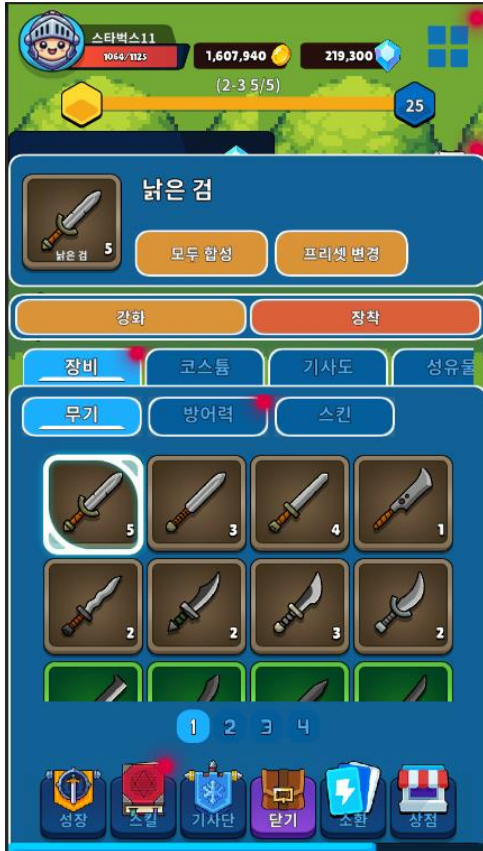 스타벅스11
1064/1125
1,607,940
219,300
(2-3 5/5)
25
낡은 검
낡은 검 5
모두 합성
프리셋 변경
강화
장착
장비
코스튬
기사도
성유물
무기
방어력
스킨
5
3
4
1
2
2
3
2
1
2
3
4
성장
스킬
기사단
닫기
소환
상점